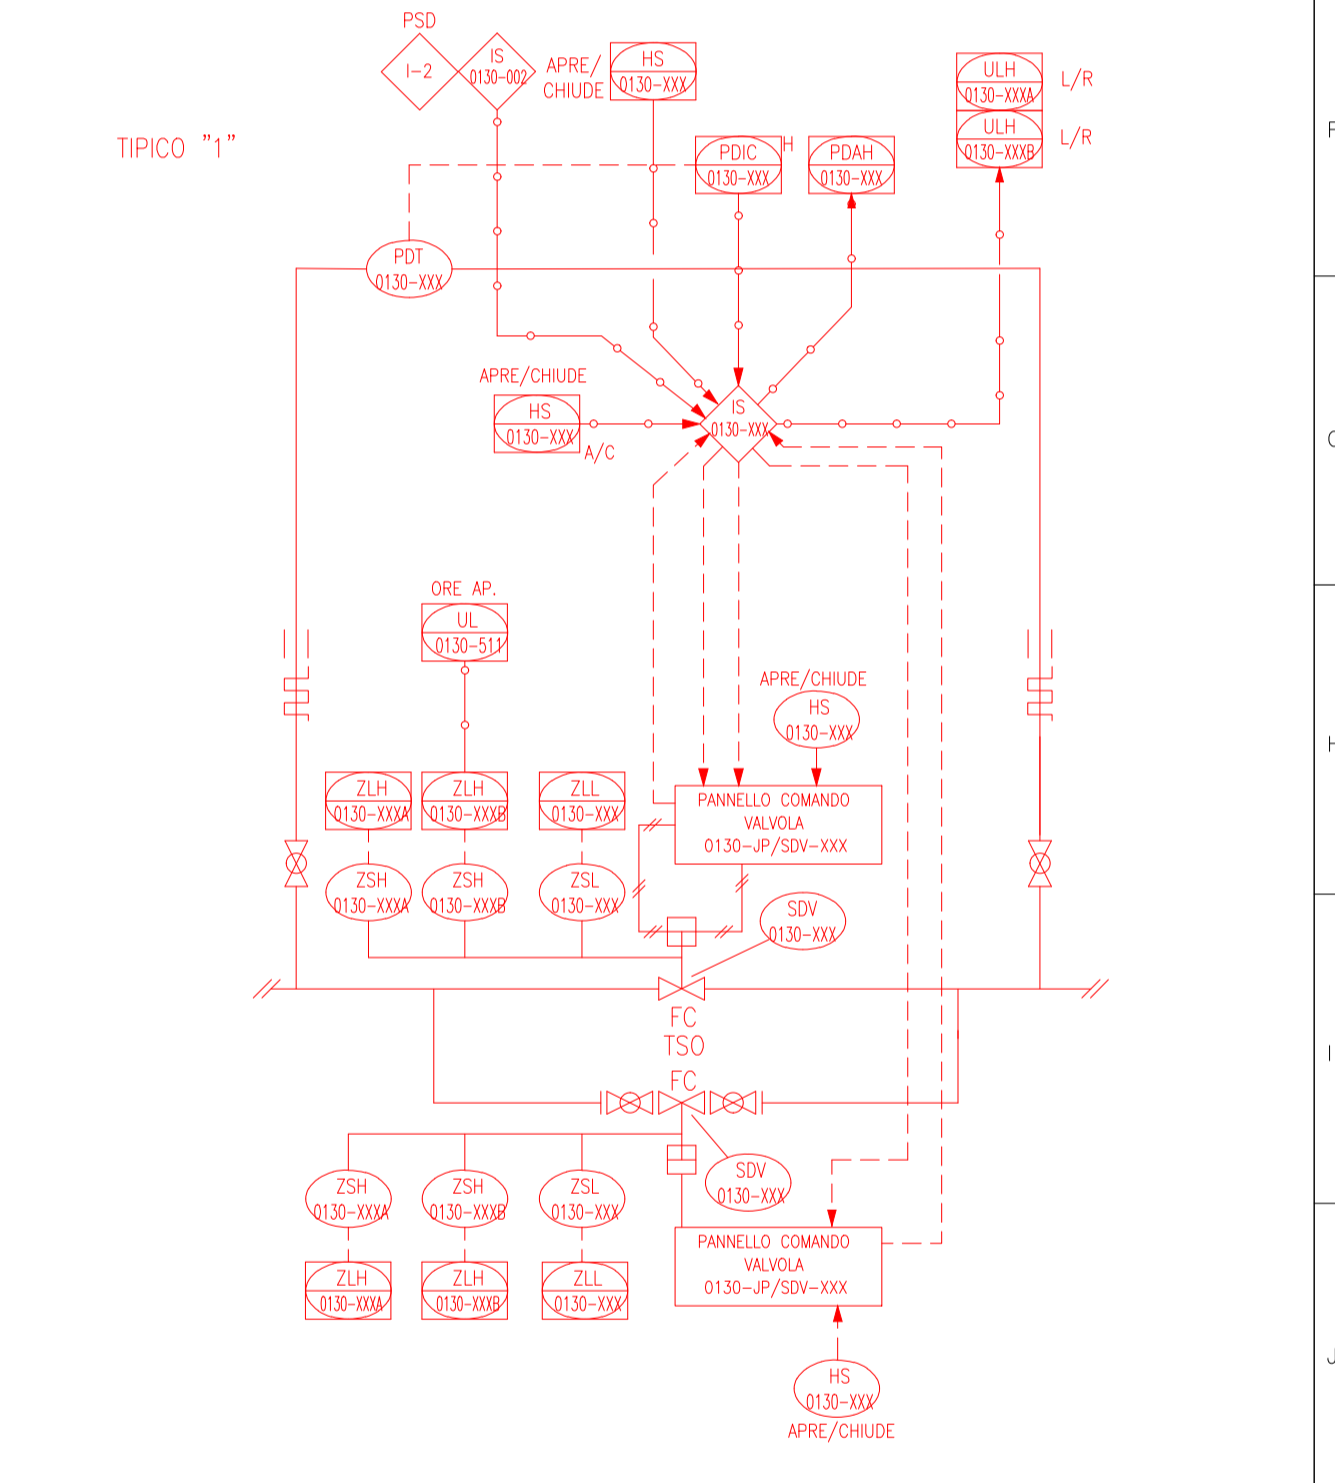 PSD
I-2
IS
0130-002
APRE/
CHIUDE
HS
0130-XXX
ULH
0130-XXXA
L/R
ULH
0130-XXXB
L/R
TIPICO "1"
PDIC
0130-XXX
H
PDAH
0130-XXX
PDT
0130-XXX
APRE/CHIUDE
HS
0130-XXX
A/C
IS
0130-XXX
ORE AP.
UL
0130-511
APRE/CHIUDE
HS
0130-XXX
ZLH
0130-XXXA
ZLH
0130-XXXB
ZLL
0130-XXX
PANNELLO COMANDO
VALVOLA
0130-JP/SDV-XXX
ZSH
0130-XXXA
ZSH
0130-XXXB
ZSL
0130-XXX
SDV
0130-XXX
FC
TSO
FC
ZSH
0130-XXXA
ZSH
0130-XXXB
ZSL
0130-XXX
SDV
0130-XXX
PANNELLO COMANDO
VALVOLA
0130-JP/SDV-XXX
ZLH
0130-XXXA
ZLH
0130-XXXB
ZLL
0130-XXX
HS
0130-XXX
APRE/CHIUDE